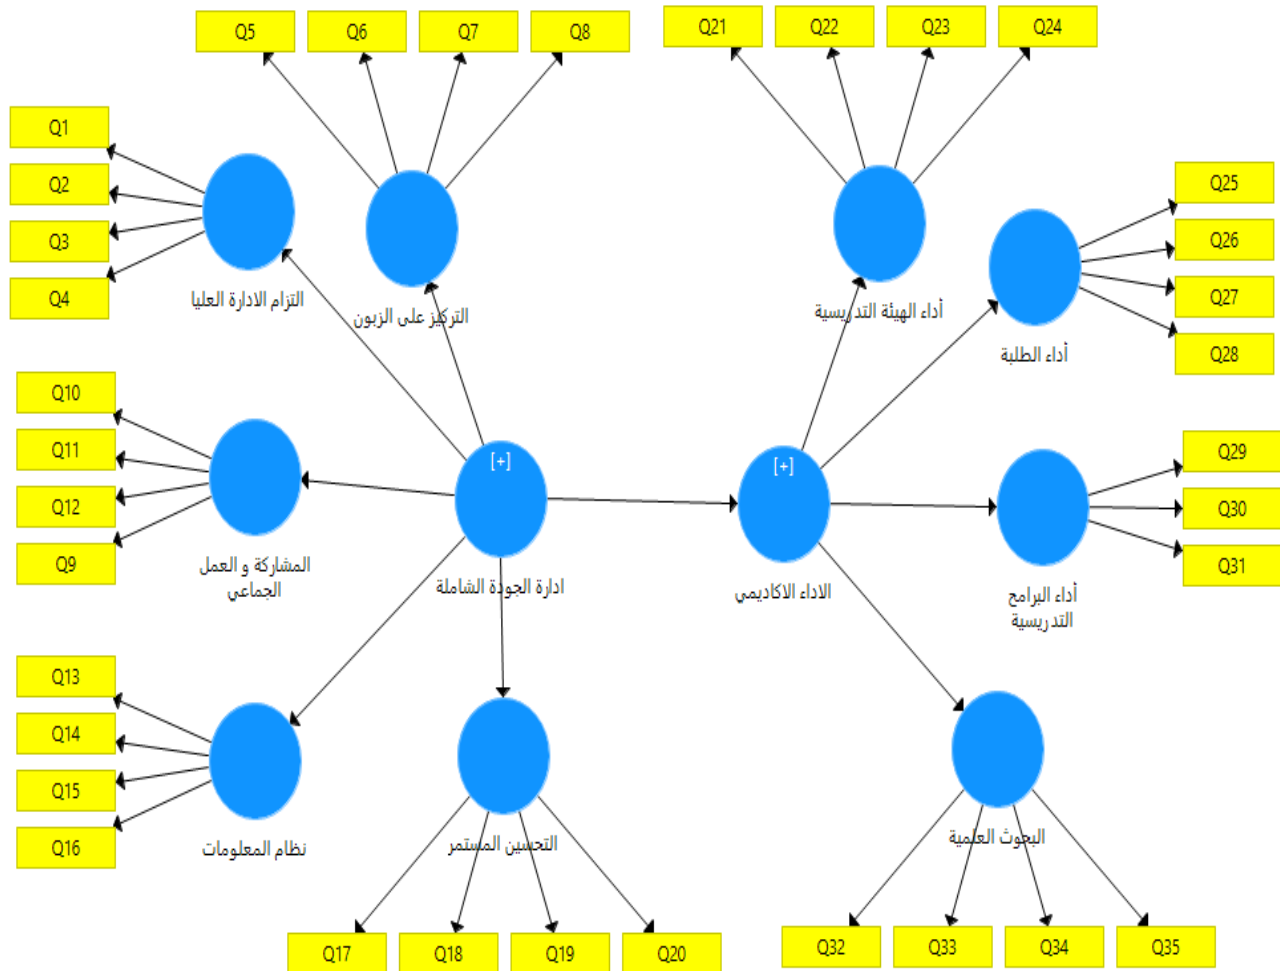 Q5
Q6
Q7
Q8
Q21
Q22
Q23
Q24
Q1
Q2
Q3
Q4
التزام الادارة العليا
التركيز على الزبون
أداء الهيئة التدريسية
Q25
Q26
Q27
Q28
أداء الطلبة
Q10
Q11
Q12
Q9
المشاركة و العمل
الجماعي
[+]
ادارة الجودة الشاملة
[+]
الاداء الاكاديمي
Q29
Q30
Q31
أداء البرامج
التدريسية
Q13
Q14
Q15
Q16
نظام المعلومات
التحسين المستمر
البحوث العلمية
Q17
Q18
Q19
Q20
Q32
Q33
Q34
Q35